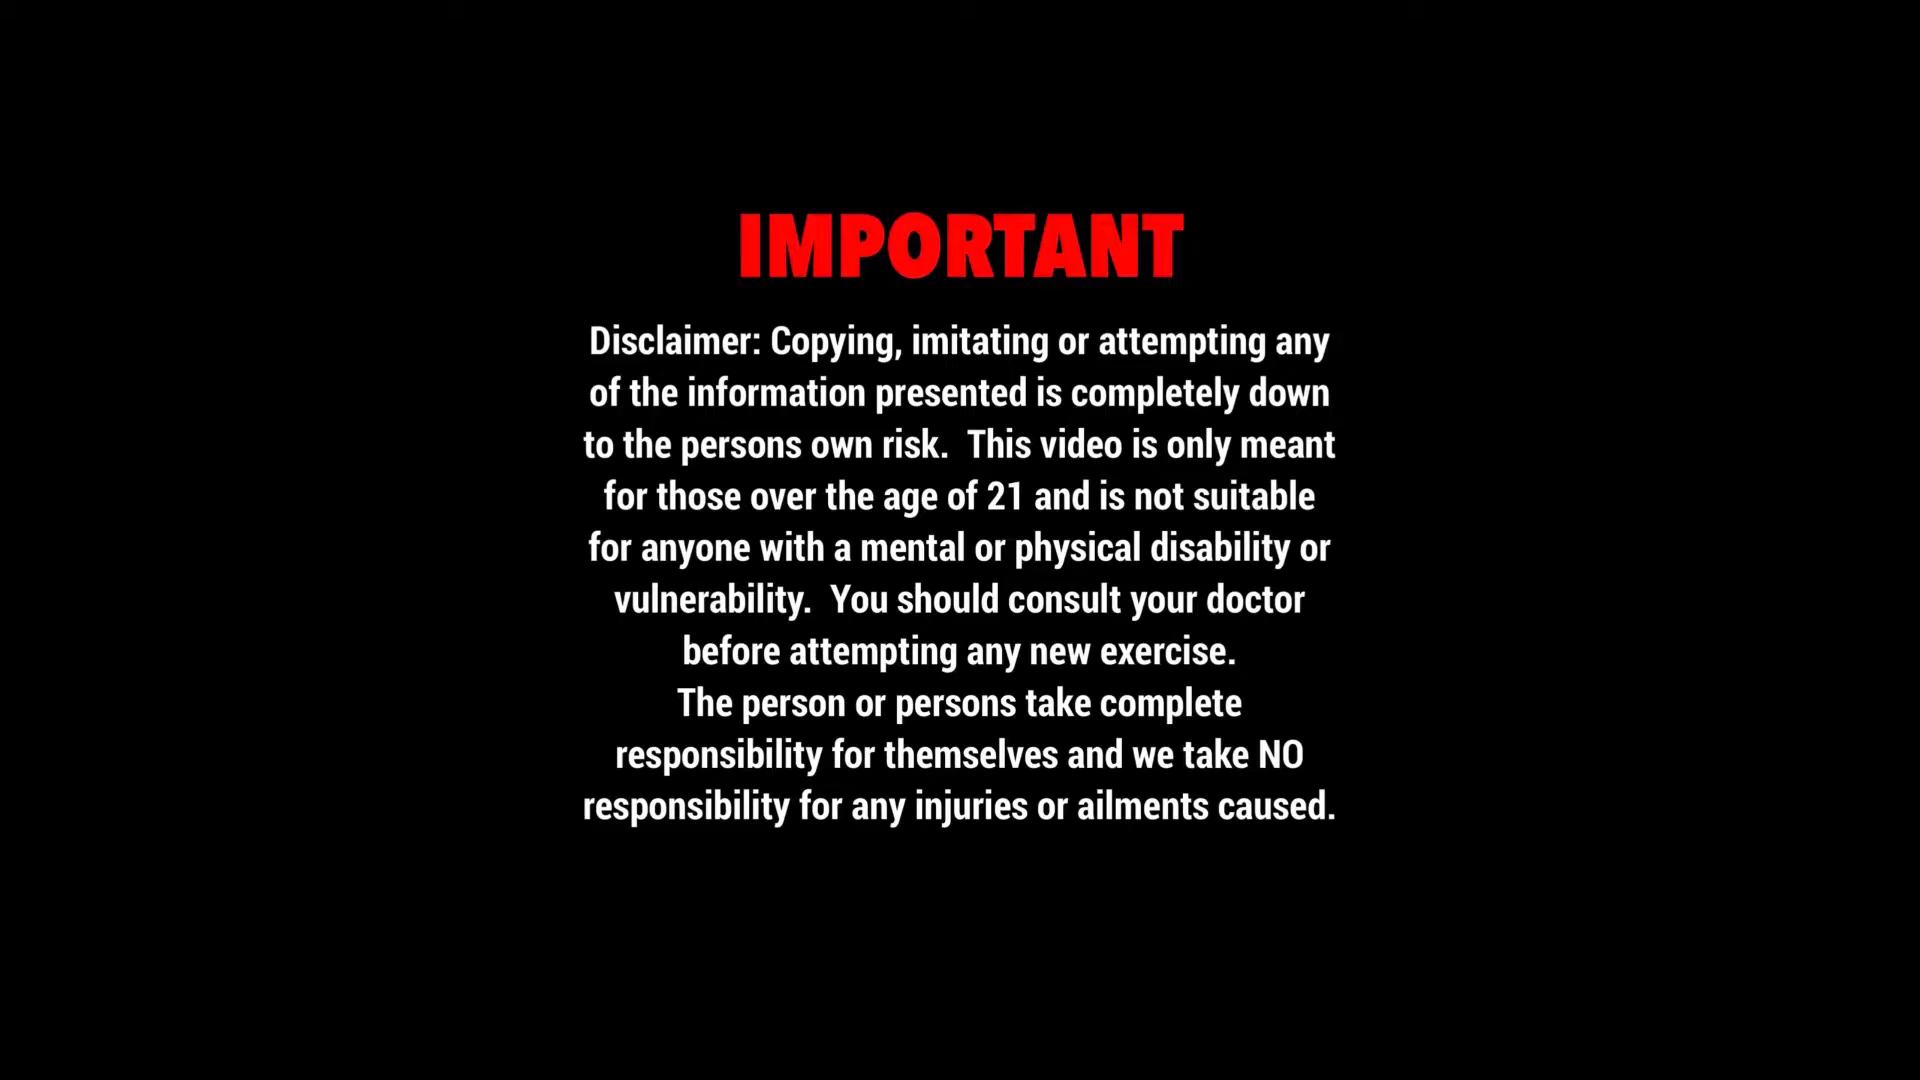 IMPORTANT
Disclaimer: Copying, imitating or attempting any
of the information presented is completely down
to the persons own risk.  This video is only meant
for those over the age of 21 and is not suitable
for anyone with a mental or physical disability or
vulnerability.  You should consult your doctor
before attempting any new exercise.
The person or persons take complete
responsibility for themselves and we take NO
responsibility for any injuries or ailments caused.